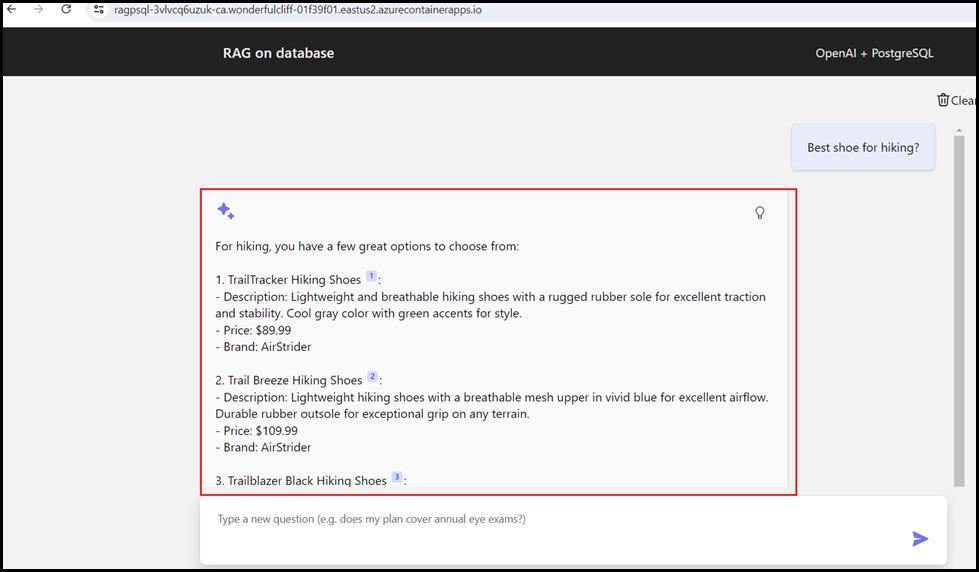 ragpsql-3vlvcq6uzuk-ca.wonderfulcliff-01f39f01.eastus2.azurecontainerapps.io
RAG on database
OpenAI + PostgreSQL
Clear
Best shoe for hiking?
For hiking, you have a few great options to choose from:
1. TrailTracker Hiking Shoes 1:
- Description: Lightweight and breathable hiking shoes with a rugged rubber sole for excellent traction
and stability. Cool gray color with green accents for style.
- Price: $89.99
- Brand: AirStrider
2. Trail Breeze Hiking Shoes 2:
- Description: Lightweight hiking shoes with a breathable mesh upper in vivid blue for excellent airflow.
Durable rubber outsole for exceptional grip on any terrain.
- Price: $109.99
- Brand: AirStrider
3. Trailblazer Black Hiking Shoes 3:
Type a new question (e.g. does my plan cover annual eye exams?)